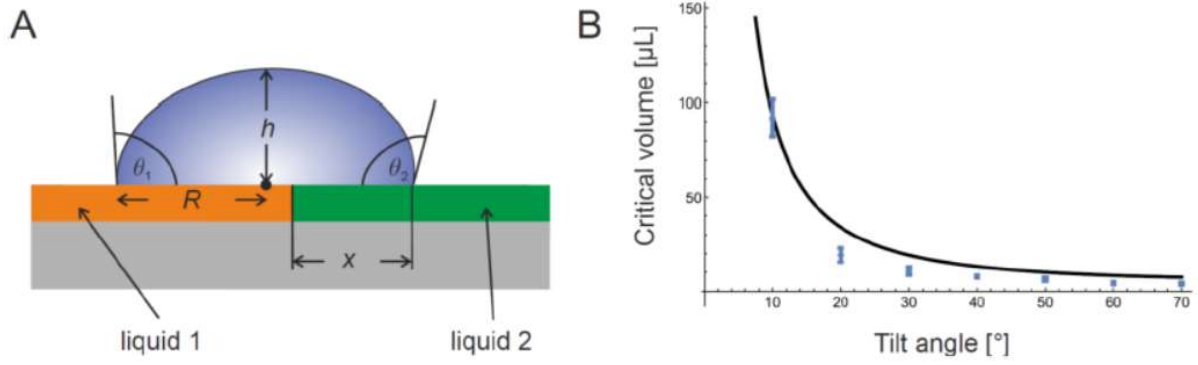 A
h
θ1
θ2
R
x
liquid 1
liquid 2
B
Critical volume [µL]
150
100
50
10 20 30 40 50 60 70
Tilt angle [°]